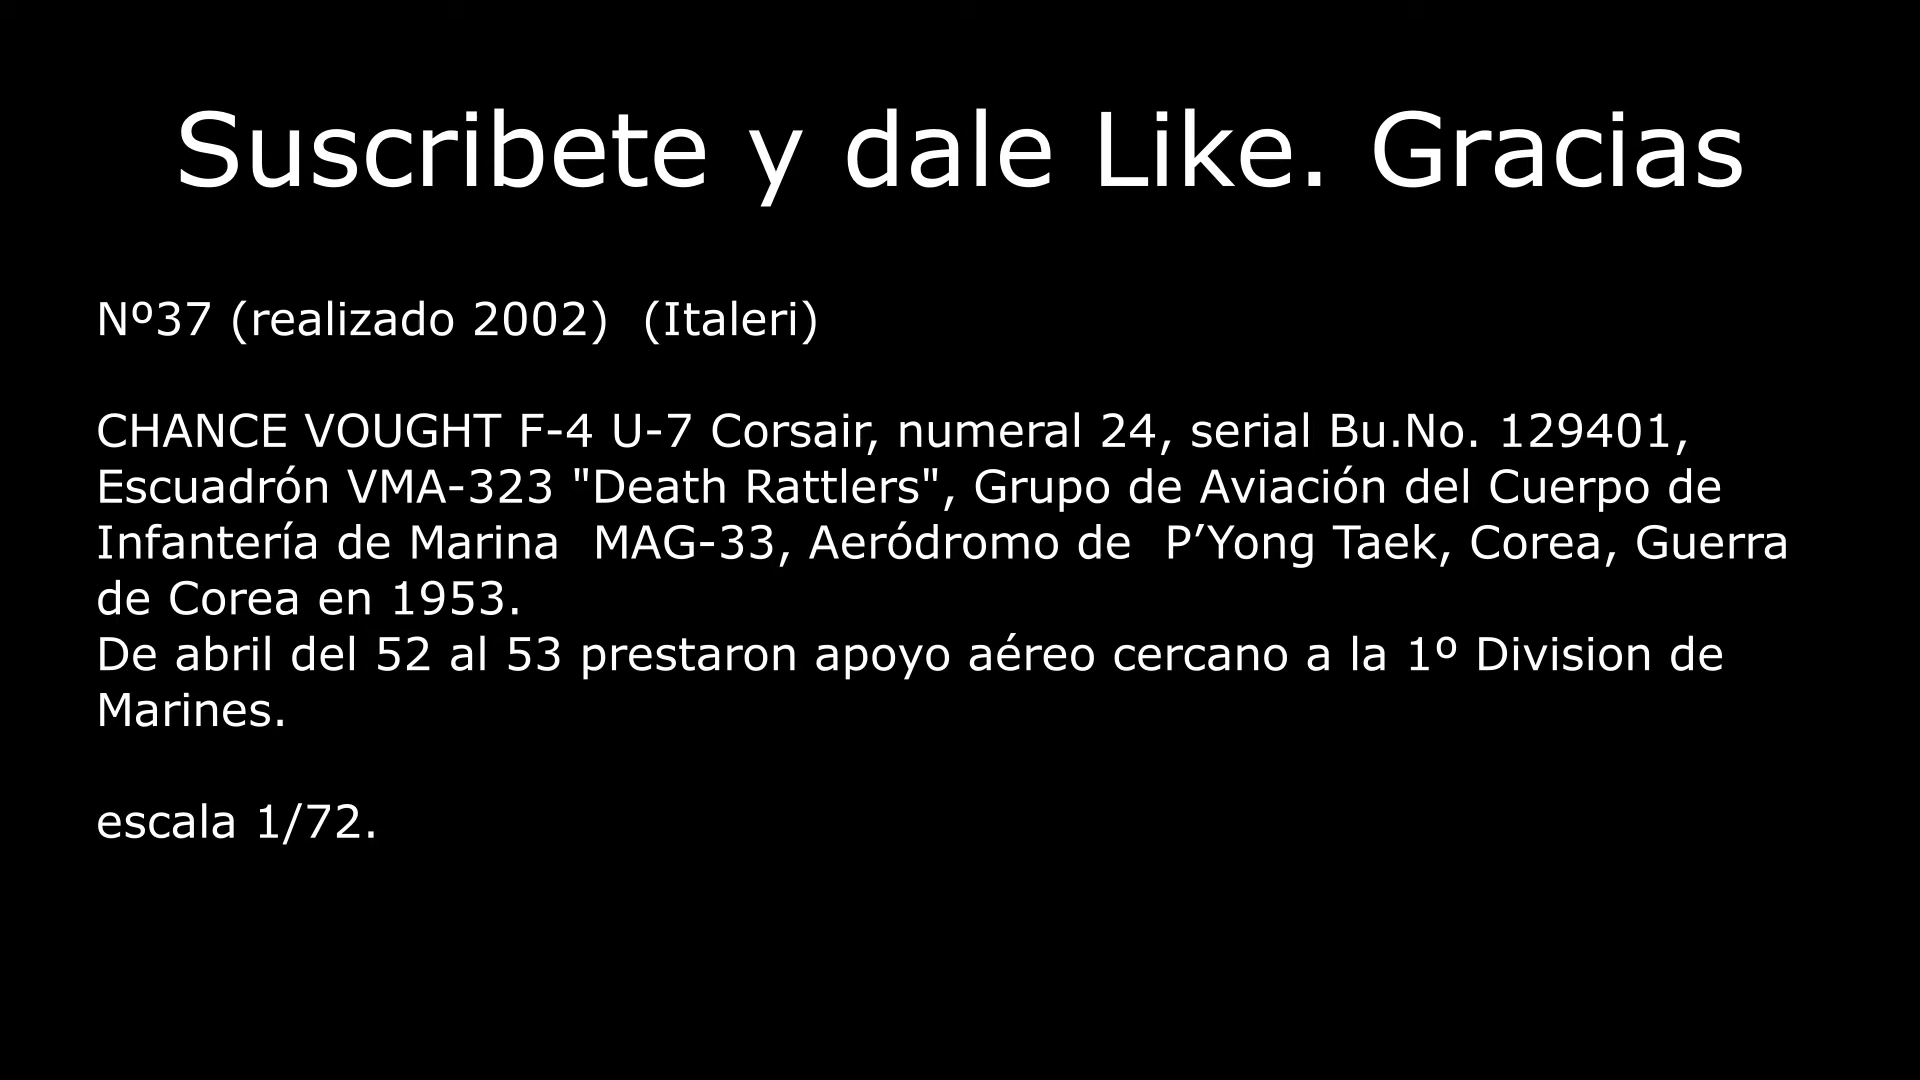 Suscribete y dale Like. Gracias
Nº37 (realizado 2002)  (Italeri)
CHANCE VOUGHT F-4 U-7 Corsair, numeral 24, serial Bu.No. 129401,
Escuadrón VMA-323 "Death Rattlers", Grupo de Aviación del Cuerpo de
Infantería de Marina  MAG-33, Aeródromo de  P’Yong Taek, Corea, Guerra
de Corea en 1953.
De abril del 52 al 53 prestaron apoyo aéreo cercano a la 1º Division de
Marines.
escala 1/72.